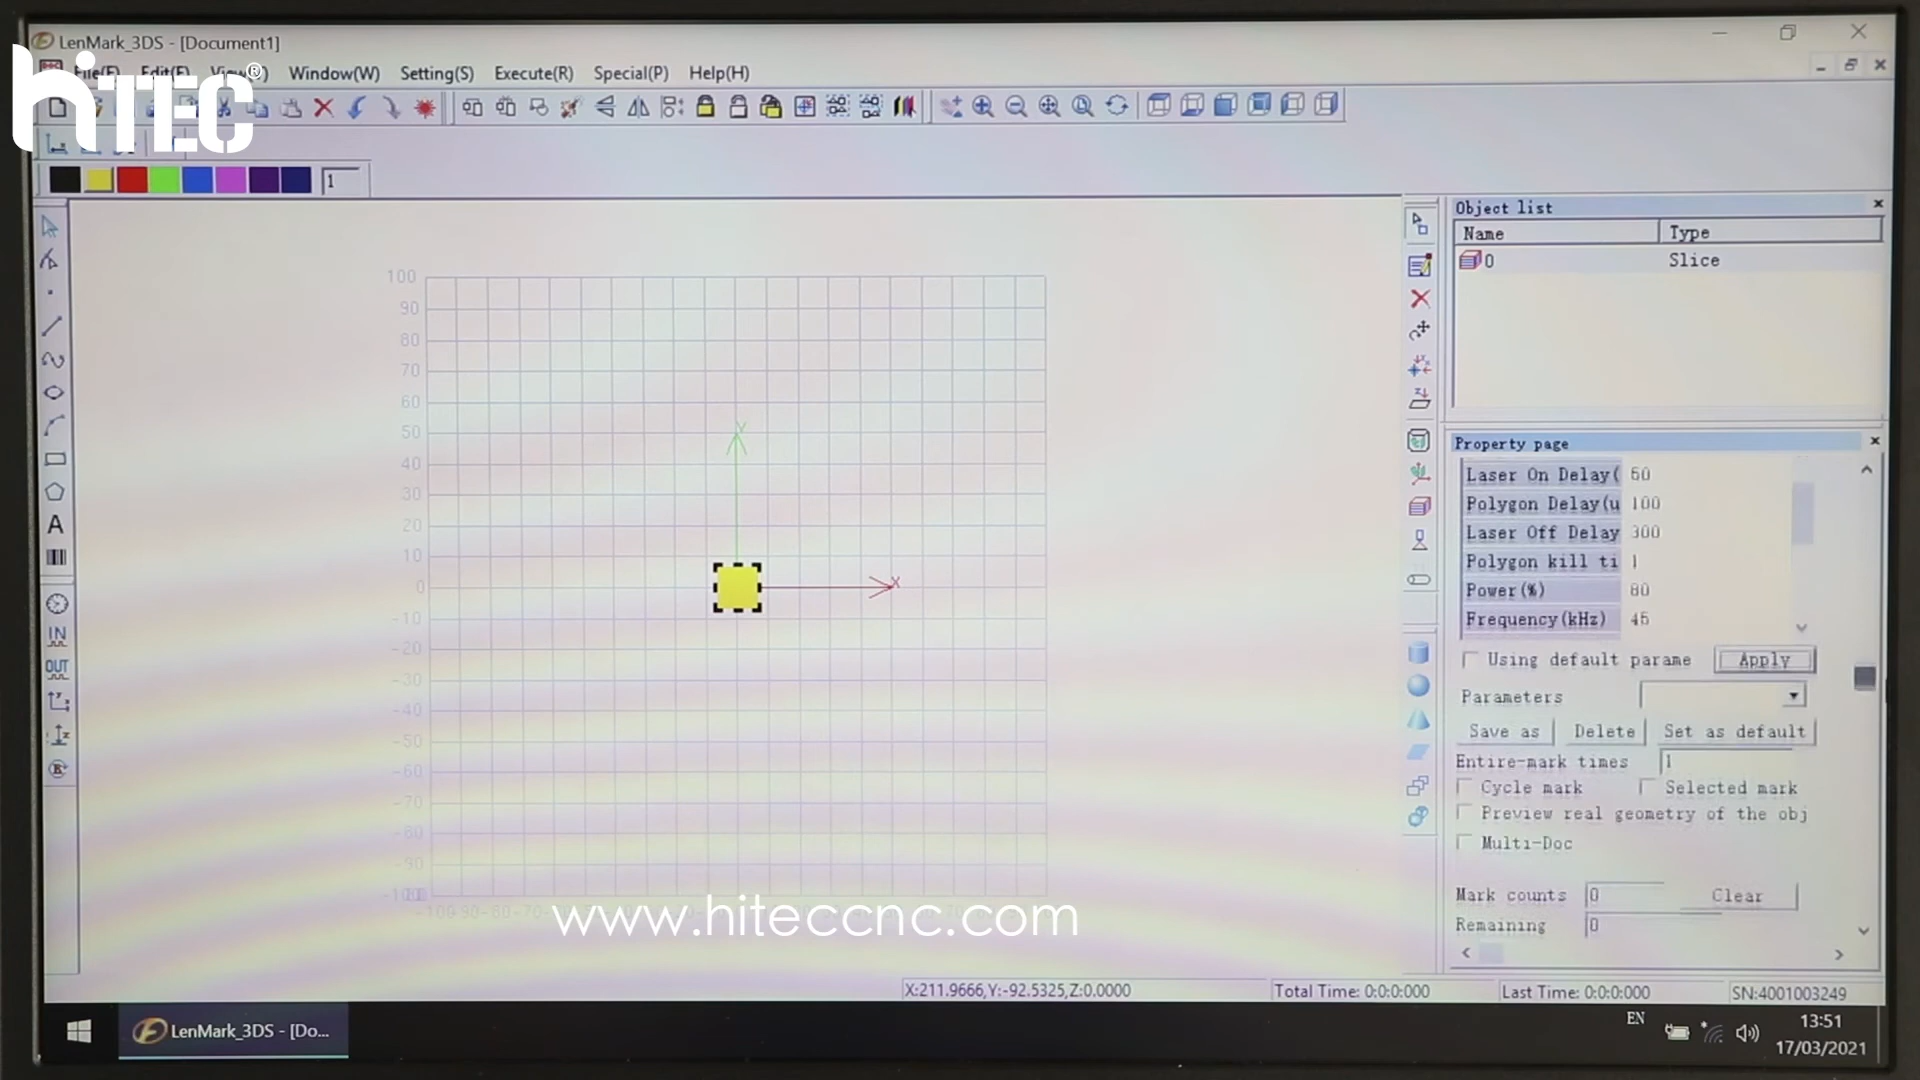 LenMark_3DS - [Document1]
hiTEC®
Window(W) Setting(S) Execute(R) Special(P) Help(H)
1
100
90
80
70
60
50
40
30
20
10
0
-10
-20
-30
-40
-50
-60
-70
-80
-90
Y
X
A
IN
OUT
Object list
Name Type
0 Slice
Property page
Laser On Delay( 60
Polygon Delay(u 100
Laser Off Delay 300
Polygon kill ti 1
Power(%) 80
Frequency(kHz) 45
Using default parame Apply
Parameters
Save as Delete Set as default
Entire-mark times 1
Cycle mark Selected mark
Preview real geometry of the obj
Multi-Doc
Mark counts 0 Clear
Remaining 0
www.hiteccnc.com
X:211.9666,Y:-92.5325,Z:0.0000 Total Time: 0:0:0:000 Last Time: 0:0:0:000 SN:4001003249
LenMark_3DS - [Do...
EN
13:51
17/03/2021